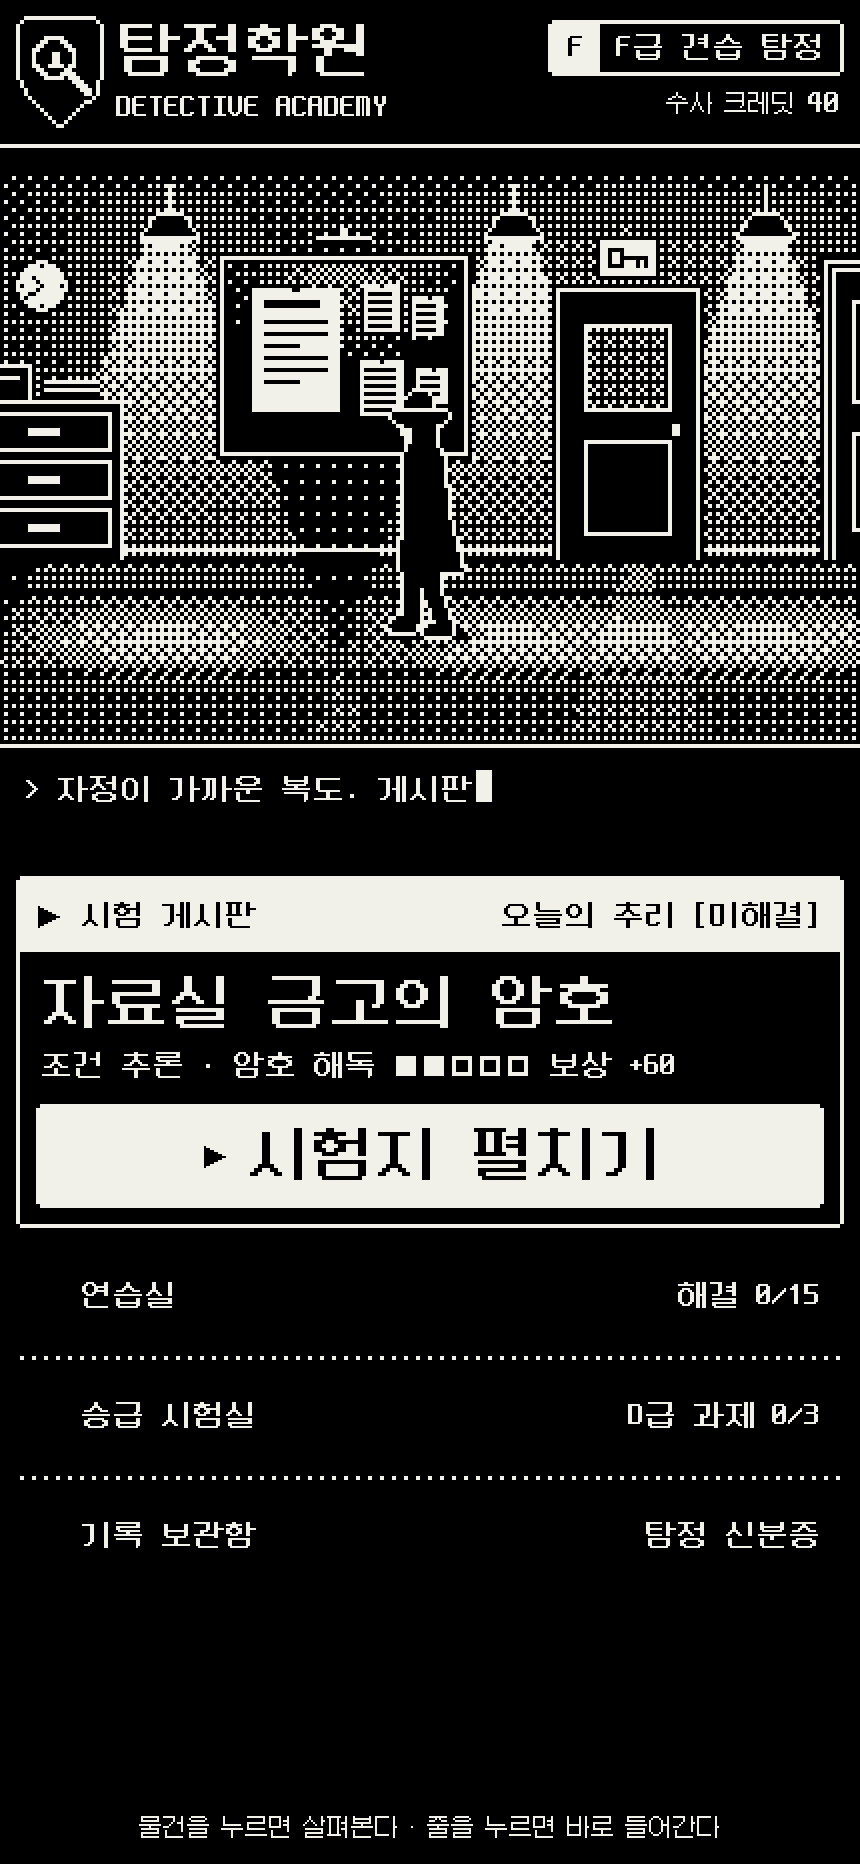 탐정학원
DETECTIVE ACADEMY
F F급 견습 탐정
수사 크레딧 40
> 자정이 가까운 복도. 게시판
▶ 시험 게시판 오늘의 추리 [미해결]
자료실 금고의 암호
조건 추론 · 암호 해독 ■■□□□ 보상 +60
▶ 시험지 펼치기
연습실 해결 0/15
승급 시험실 D급 과제 0/3
기록 보관함 탐정 신분증
물건을 누르면 살펴본다 · 줄을 누르면 바로 들어간다